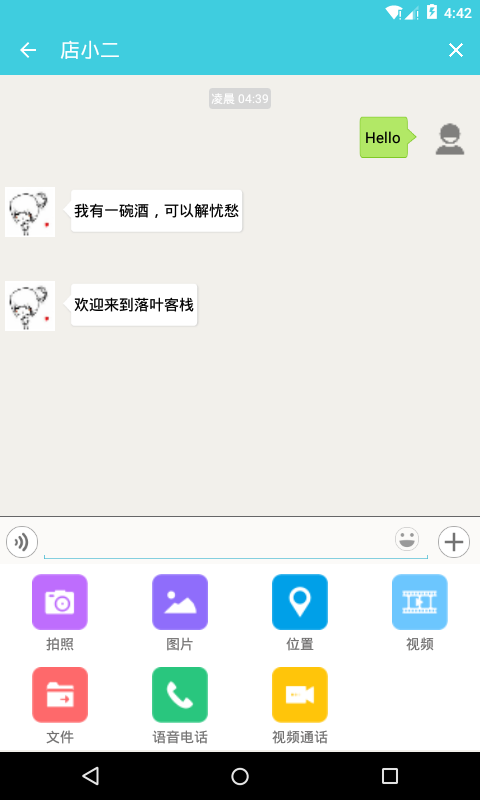 4:42
店小二
凌晨 04:39
Hello
我有一碗酒，可以解忧愁
欢迎来到落叶客栈
拍照
图片
位置
视频
文件
语音电话
视频通话